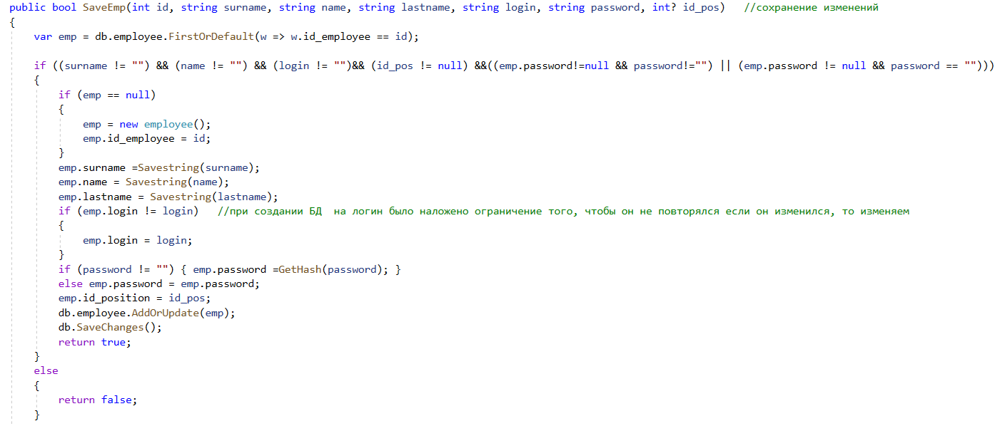 public bool SaveEmp(int id, string surname, string name, string lastname, string login, string password, int? id_pos)   //сохранение изменений
{
    var emp = db.employee.FirstOrDefault(w => w.id_employee == id);

    if ((surname != "") && (name != "") && (login != "")&& (id_pos != null) &&((emp.password!=null && password!="") || (emp.password != null && password == "")))
    {
        if (emp == null)
        {
            emp = new employee();
            emp.id_employee = id;
        }
        emp.surname =Savestring(surname);
        emp.name = Savestring(name);
        emp.lastname = Savestring(lastname);
        if (emp.login != login)   //при создании БД  на логин было наложено ограничение того, чтобы он не повторялся если он изменился, то изменяем
        {
            emp.login = login;
        }
        if (password != "") { emp.password =GetHash(password); }
        else emp.password = emp.password;
        emp.id_position = id_pos;
        db.employee.AddOrUpdate(emp);
        db.SaveChanges();
        return true;
    }
    else
    {
        return false;
    }